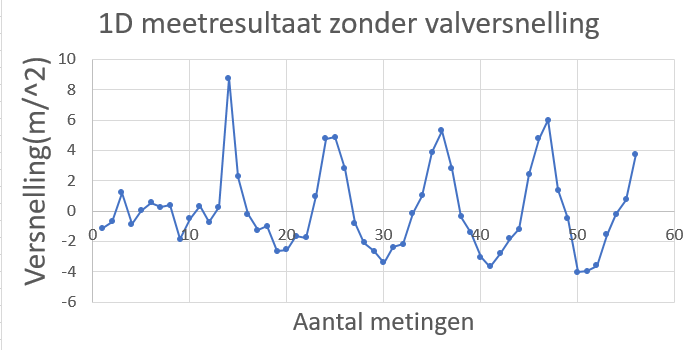 1D meetresultaat zonder valversnelling
Versnelling(m/^2)
10
8
6
4
2
0
-2
-4
-6
0 10 20 30 40 50 60
Aantal metingen